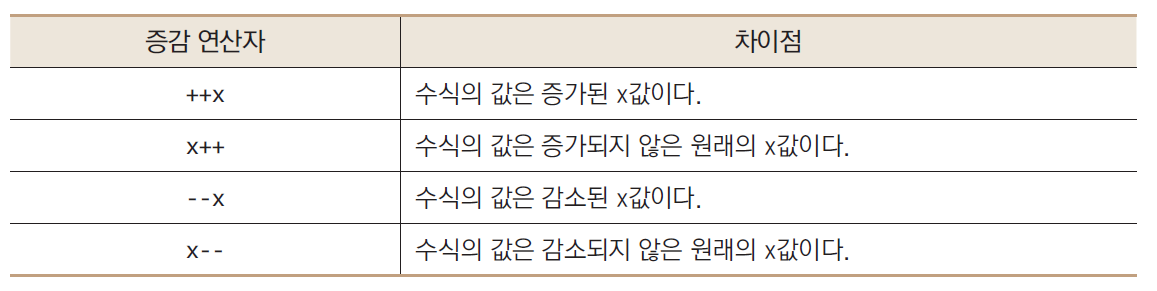 증감 연산자 차이점
++x 수식의 값은 증가된 x값이다.
x++ 수식의 값은 증가되지 않은 원래의 x값이다.
--x 수식의 값은 감소된 x값이다.
x-- 수식의 값은 감소되지 않은 원래의 x값이다.